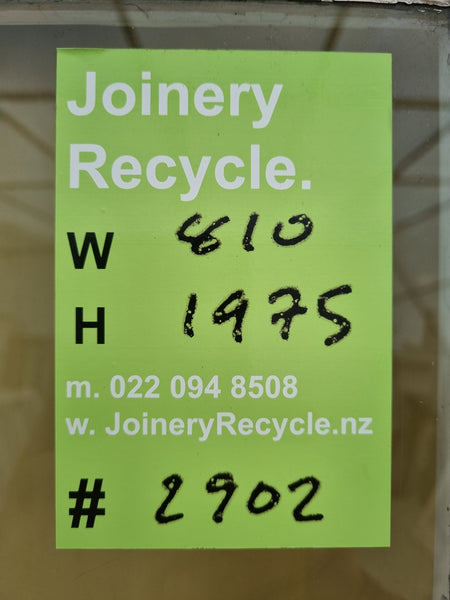 Joinery
Recycle.
W 810
H 1975
m. 022 094 8508
w. JoineryRecycle.nz
# 2902